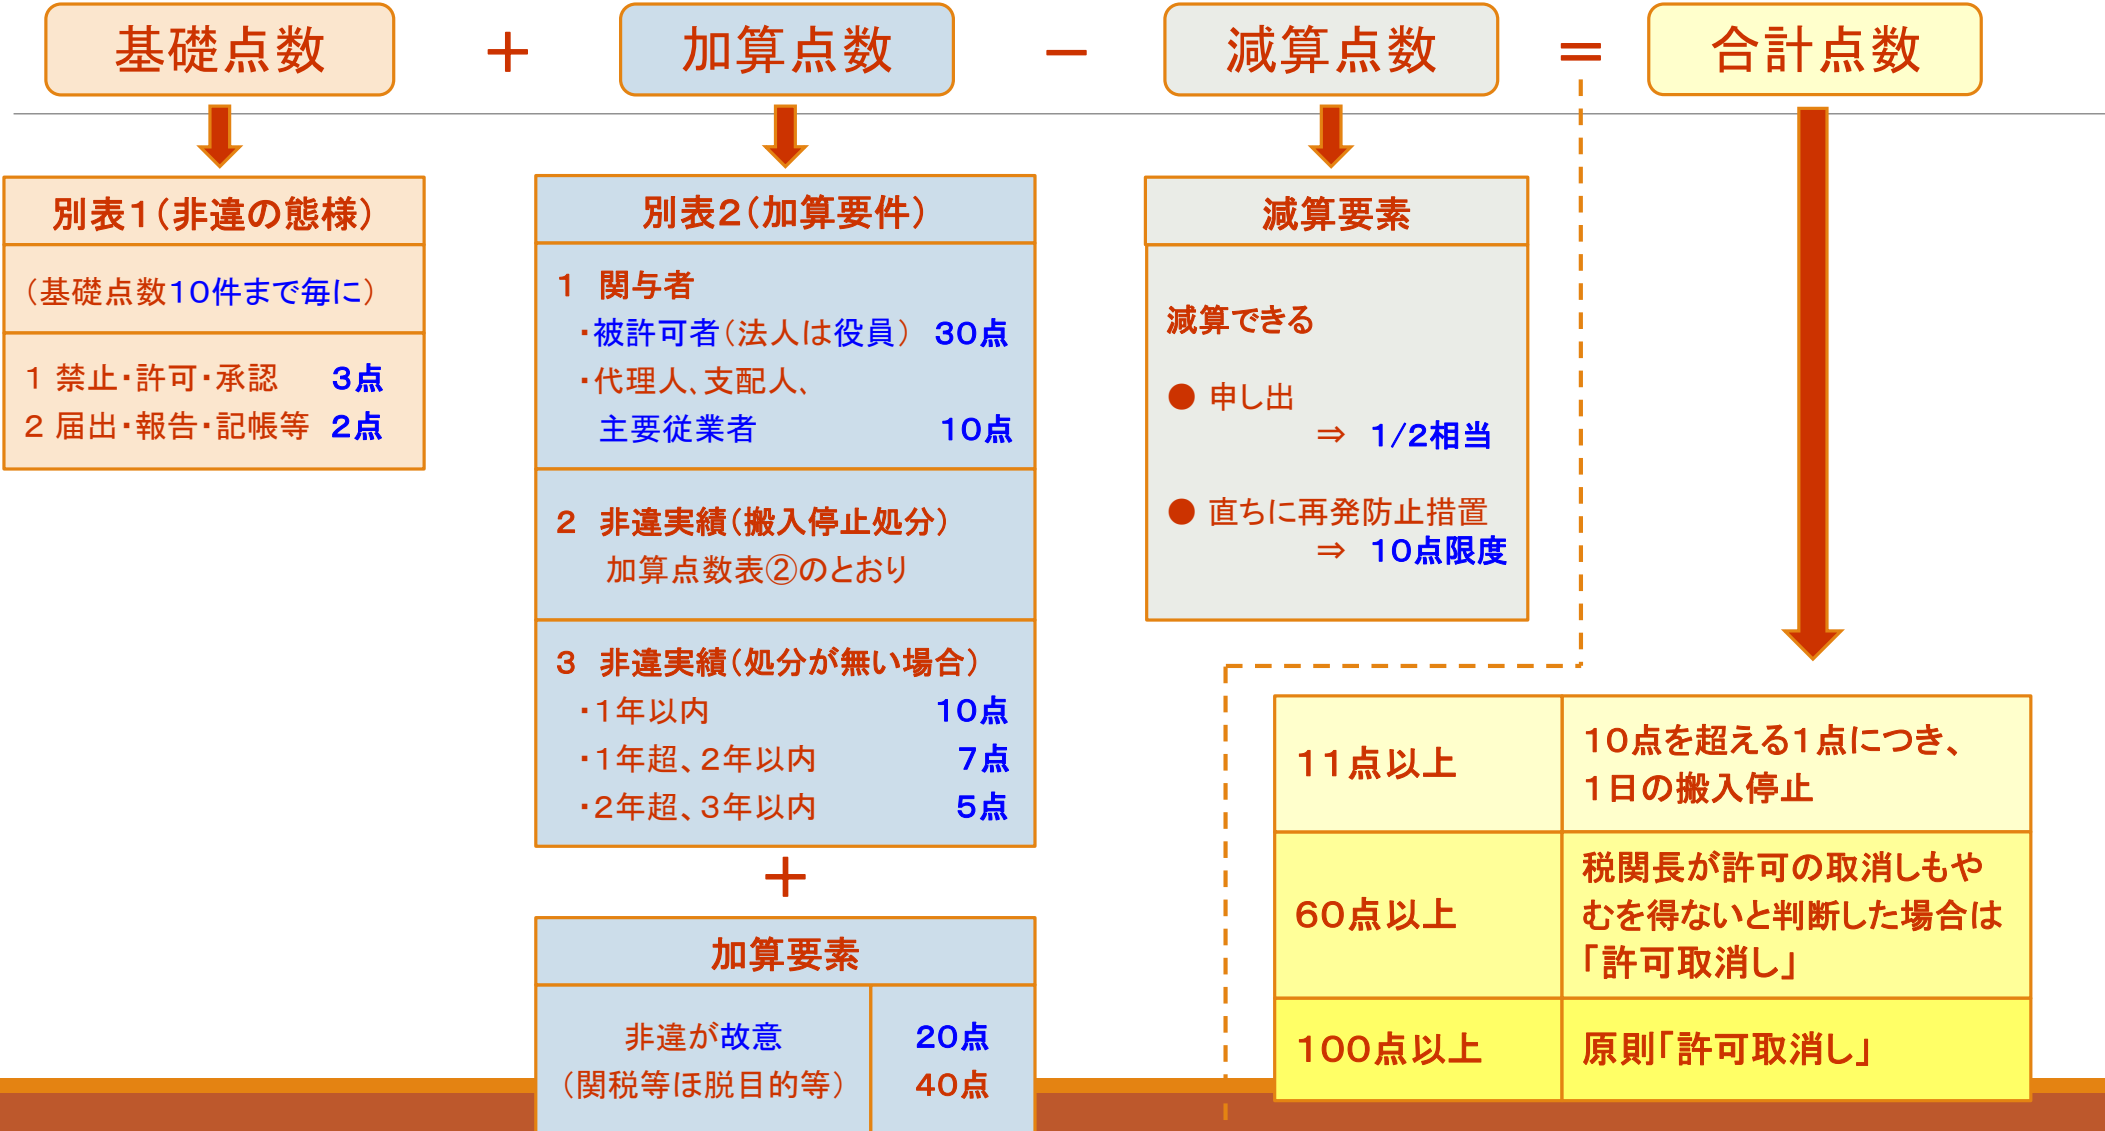 基礎点数 + 加算点数 − 減算点数 = 合計点数
別表1(非違の態様)
(基礎点数10件まで毎に)
1 禁止・許可・承認 3点
2 届出・報告・記帳等 2点
別表2(加算要件)
1 関与者
・被許可者(法人は役員) 30点
・代理人、支配人、
主要従業者 10点
2 非違実績(搬入停止処分)
加算点数表②のとおり
3 非違実績(処分が無い場合)
・1年以内 10点
・1年超、2年以内 7点
・2年超、3年以内 5点
+
加算要素
非違が故意 20点
(関税等ほ脱目的等) 40点
減算要素
減算できる
● 申し出
⇒ 1/2相当
● 直ちに再発防止措置
⇒ 10点限度
11点以上
10点を超える1点につき、
1日の搬入停止
60点以上
税関長が許可の取消しもや
むを得ないと判断した場合は
「許可取消し」
100点以上
原則「許可取消し」